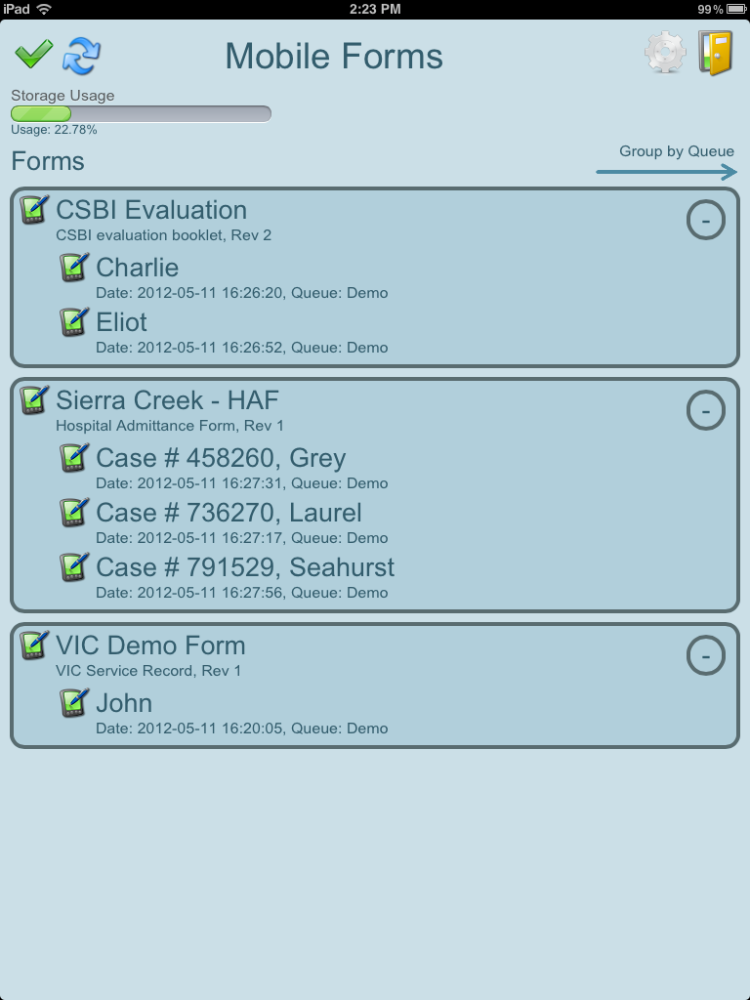 iPad 2:23 PM 99%
Mobile Forms
Storage Usage
Usage: 22.78%
Forms
Group by Queue
CSBI Evaluation
-
CSBI evaluation booklet, Rev 2
Charlie
Date: 2012-05-11 16:26:20, Queue: Demo
Eliot
Date: 2012-05-11 16:26:52, Queue: Demo
Sierra Creek - HAF
-
Hospital Admittance Form, Rev 1
Case # 458260, Grey
Date: 2012-05-11 16:27:31, Queue: Demo
Case # 736270, Laurel
Date: 2012-05-11 16:27:17, Queue: Demo
Case # 791529, Seahurst
Date: 2012-05-11 16:27:56, Queue: Demo
VIC Demo Form
-
VIC Service Record, Rev 1
John
Date: 2012-05-11 16:20:05, Queue: Demo